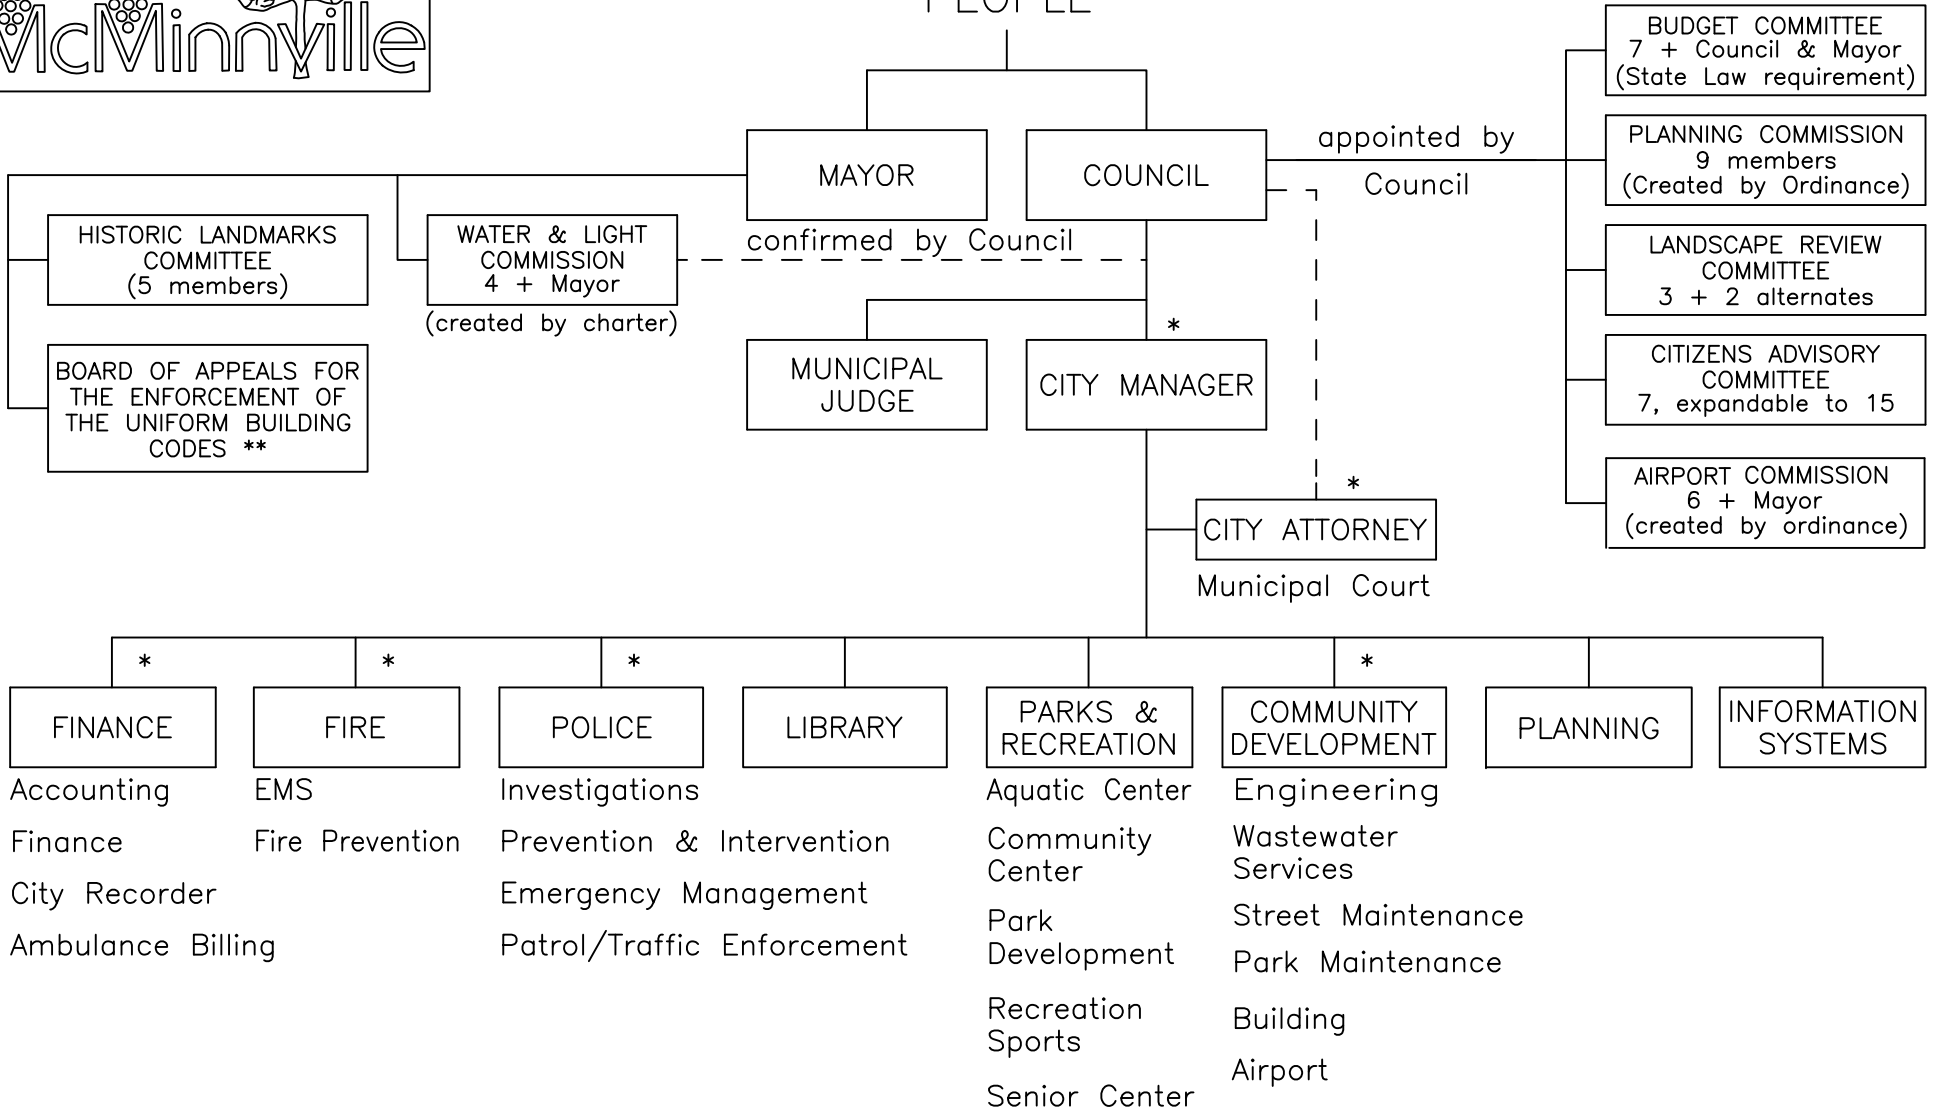 McMinnville
PEOPLE
BUDGET COMMITTEE
7 + Council & Mayor
(State Law requirement)
MAYOR
COUNCIL
appointed by
Council
PLANNING COMMISSION
9 members
(Created by Ordinance)
HISTORIC LANDMARKS
COMMITTEE
(5 members)
WATER & LIGHT
COMMISSION
4 + Mayor
(created by charter)
confirmed by Council
LANDSCAPE REVIEW
COMMITTEE
3 + 2 alternates
BOARD OF APPEALS FOR
THE ENFORCEMENT OF
THE UNIFORM BUILDING
CODES **
MUNICIPAL
JUDGE
*
CITY MANAGER
CITIZENS ADVISORY
COMMITTEE
7, expandable to 15
*
CITY ATTORNEY
Municipal Court
AIRPORT COMMISSION
6 + Mayor
(created by ordinance)
*
FINANCE
Accounting
Finance
City Recorder
Ambulance Billing
*
FIRE
EMS
Fire Prevention
*
POLICE
Investigations
Prevention & Intervention
Emergency Management
Patrol/Traffic Enforcement
LIBRARY
PARKS &
RECREATION
Aquatic Center
Community
Center
Park
Development
Recreation
Sports
Senior Center
*
COMMUNITY
DEVELOPMENT
Engineering
Wastewater
Services
Street Maintenance
Park Maintenance
Building
Airport
PLANNING
INFORMATION
SYSTEMS